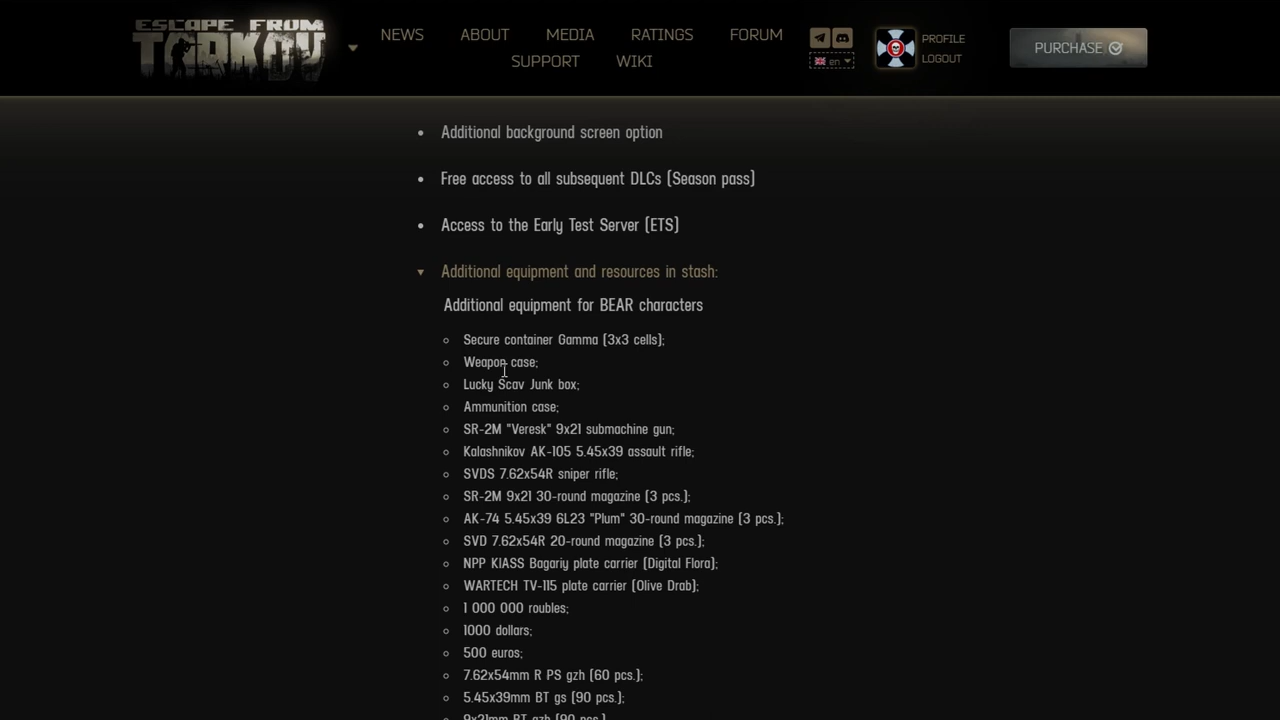 ESCAPE FROM
TARKOV
NEWS
ABOUT
MEDIA
RATINGS
FORUM
SUPPORT
WIKI
en
PROFILE
LOGOUT
PURCHASE
Additional background screen option
Free access to all subsequent DLCs (Season pass)
Access to the Early Test Server (ETS)
Additional equipment and resources in stash:
Additional equipment for BEAR characters
Secure container Gamma (3x3 cells);
Weapon case;
Lucky Scav Junk box;
Ammunition case;
SR-2M "Veresk" 9x21 submachine gun;
Kalashnikov AK-105 5.45x39 assault rifle;
SVDS 7.62x54R sniper rifle;
SR-2M 9x21 30-round magazine (3 pcs.);
AK-74 5.45x39 6L23 "Plum" 30-round magazine (3 pcs.);
SVD 7.62x54R 20-round magazine (3 pcs.);
NPP KlASS Bagariy plate carrier (Digital Flora);
WARTECH TV-115 plate carrier (Olive Drab);
1 000 000 roubles;
1000 dollars;
500 euros;
7.62x54mm R PS gzh (60 pcs.);
5.45x39mm BT gs (90 pcs.);
9x21mm BT gzh (90 pcs.)